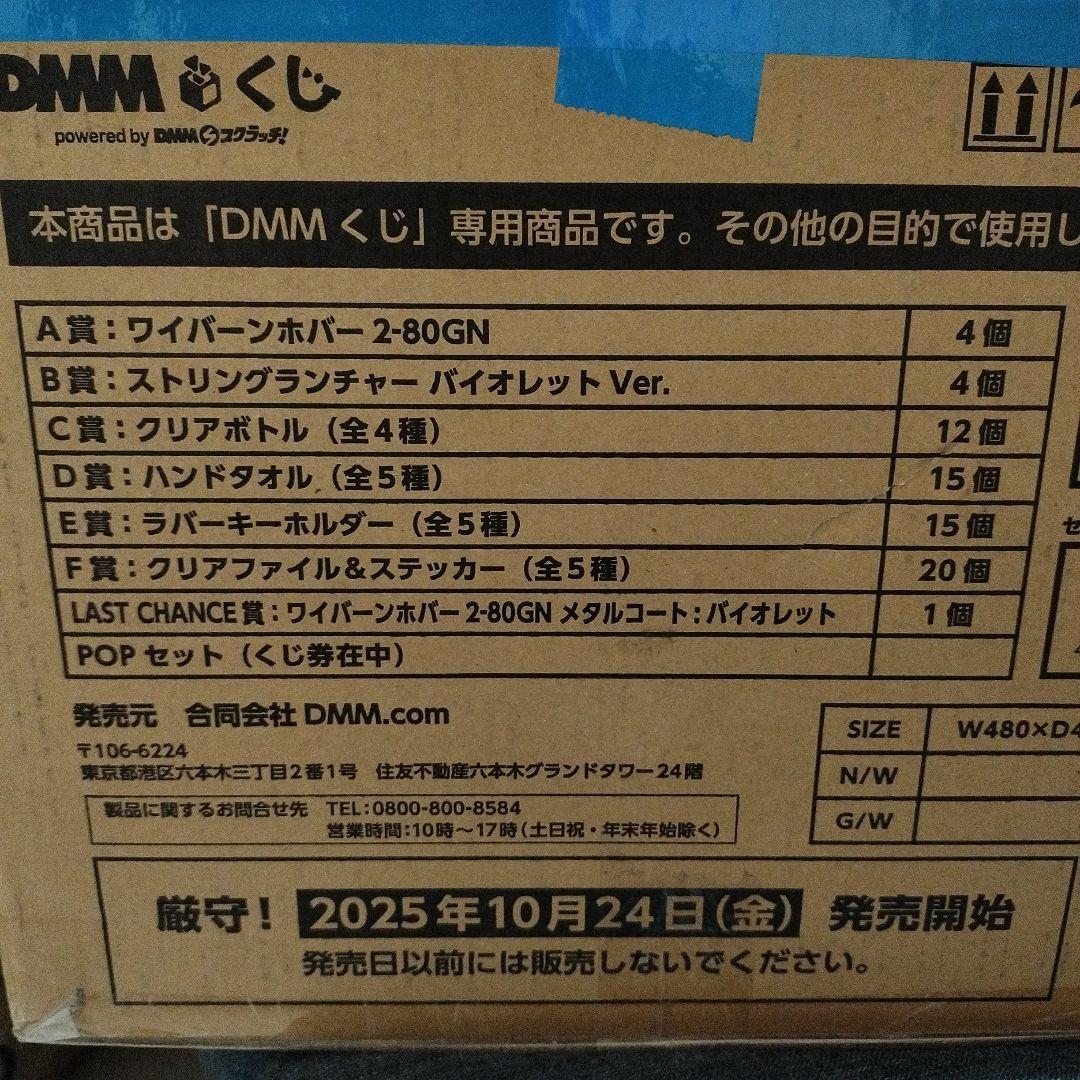 DMMくじ
powered by DMMスクラッチ!
本商品は「DMMくじ」専用商品です。その他の目的で使用し
A賞：ワイバーンホバー 2-80GN 4個
B賞：ストリングランチャー バイオレット Ver. 4個
C賞：クリアボトル（全4種） 12個
D賞：ハンドタオル（全5種） 15個
E賞：ラバーキーホルダー（全5種） 15個
F賞：クリアファイル＆ステッカー（全5種） 20個
LAST CHANCE賞：ワイバーンホバー 2-80GN メタルコート：バイオレット 1個
POPセット（くじ券在中）
発売元 合同会社 DMM.com
〒106-6224
東京都港区六本木三丁目2番1号 住友不動産六本木グランドタワー24階
製品に関するお問合せ先 TEL：0800-800-8584
営業時間：10時～17時（土日祝・年末年始除く）
SIZE W480×D4
N/W
G/W
厳守！ 2025年10月24日(金) 発売開始
発売日以前には販売しないでください。